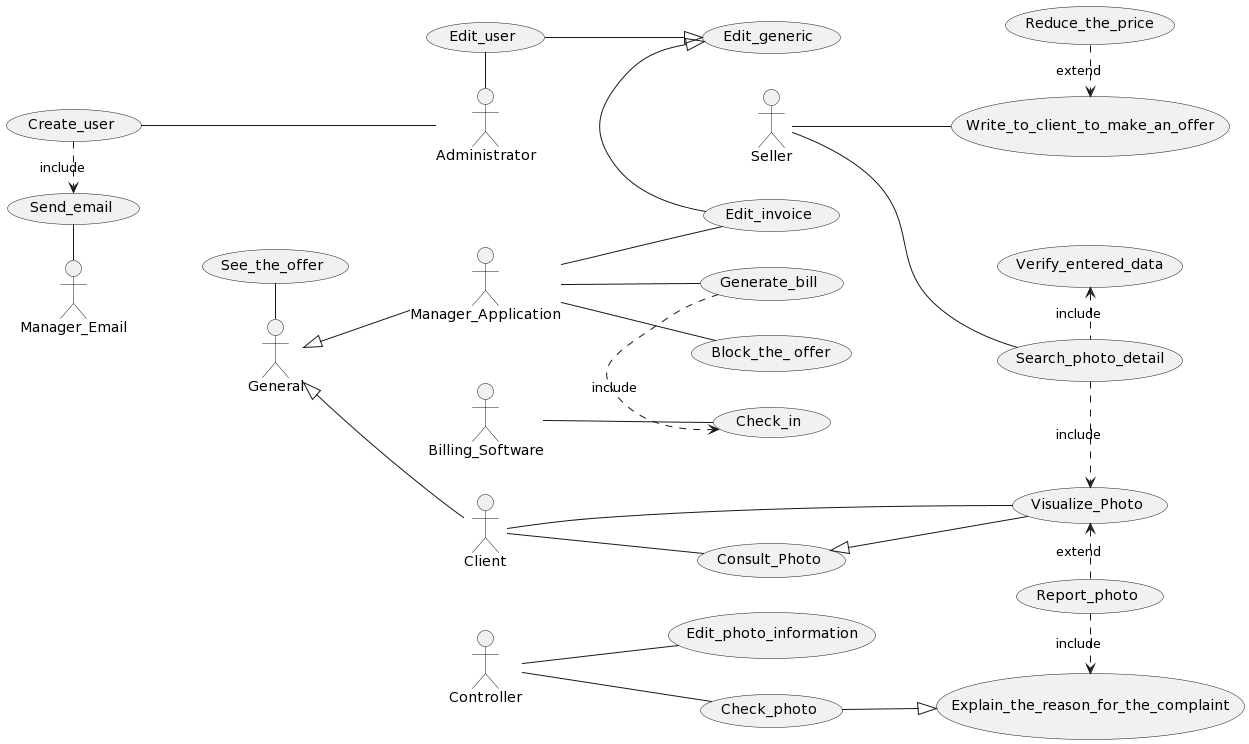 Reduce_the_price
Edit_user
Edit_generic
extend
Create_user
Write_to_client_to_make_an_offer
Administrator
Seller
include
Send_email
Edit_invoice
See_the_offer
Verify_entered_data
Generate_bill
Manager_Application
include
Manager_Email
Block_the_ offer
Search_photo_detail
General
include
Check_in
include
Billing_Software
Visualize_Photo
Client
Consult_Photo
extend
Report_photo
Edit_photo_information
include
Controller
Check_photo
Explain_the_reason_for_the_complaint